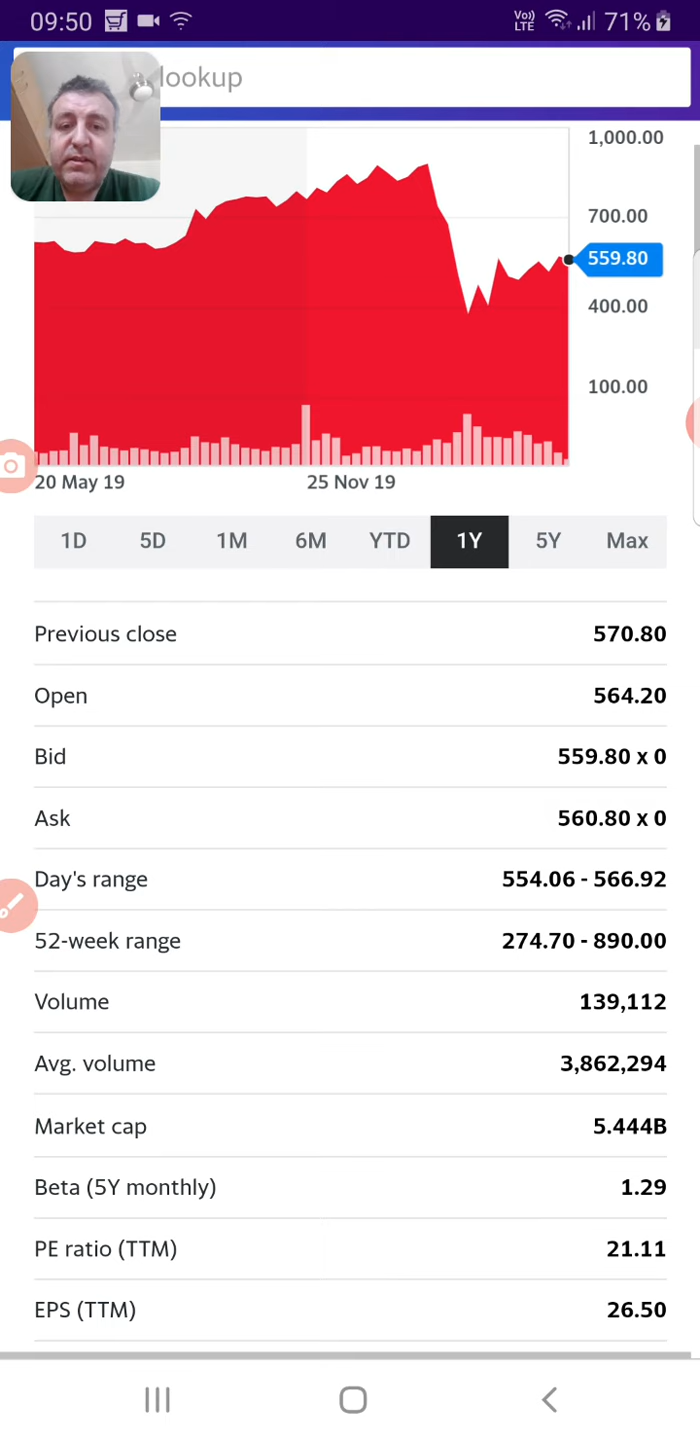 09:50 Vo)) LTE 71%
lookup
1,000.00
700.00
559.80
400.00
100.00
20 May 19 25 Nov 19
1D 5D 1M 6M YTD 1Y 5Y Max
Previous close 570.80
Open 564.20
Bid 559.80 x 0
Ask 560.80 x 0
Day's range 554.06 - 566.92
52-week range 274.70 - 890.00
Volume 139,112
Avg. volume 3,862,294
Market cap 5.444B
Beta (5Y monthly) 1.29
PE ratio (TTM) 21.11
EPS (TTM) 26.50